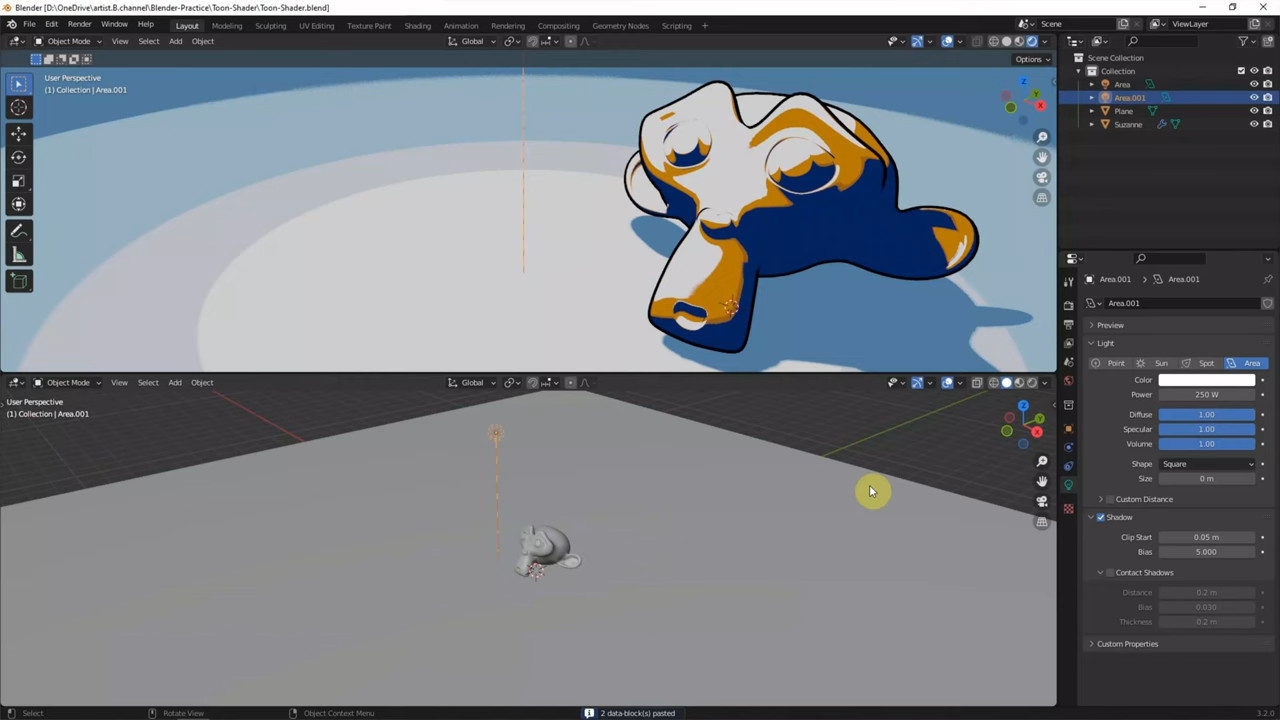 Blender [D:\OneDrive\artist.B.channel\Blender-Practice\Toon-Shader\Toon-Shader.blend]
File Edit Render Window Help Layout Modeling Sculpting UV Editing Texture Paint Shading Animation Rendering Compositing Geometry Nodes Scripting + Scene ViewLayer
Object Mode View Select Add Object Global
Options
User Perspective
(1) Collection | Area.001
Scene Collection
Collection
Area
Area.001
Plane
Suzanne
Z
Y
X
Area.001 Area.001
Area.001
Preview
Light
Point Sun Spot Area
Color
Power 250 W
Diffuse 1.00
Specular 1.00
Volume 1.00
Shape Square
Size 0 m
Custom Distance
Shadow
Clip Start 0.05 m
Bias 5.000
Contact Shadows
Distance 0.2 m
Bias 0.030
Thickness 0.2 m
Custom Properties
Object Mode View Select Add Object Global
User Perspective
(1) Collection | Area.001
Z
Y
X
Select Rotate View Object Context Menu 2 data-block(s) pasted 3.2.0